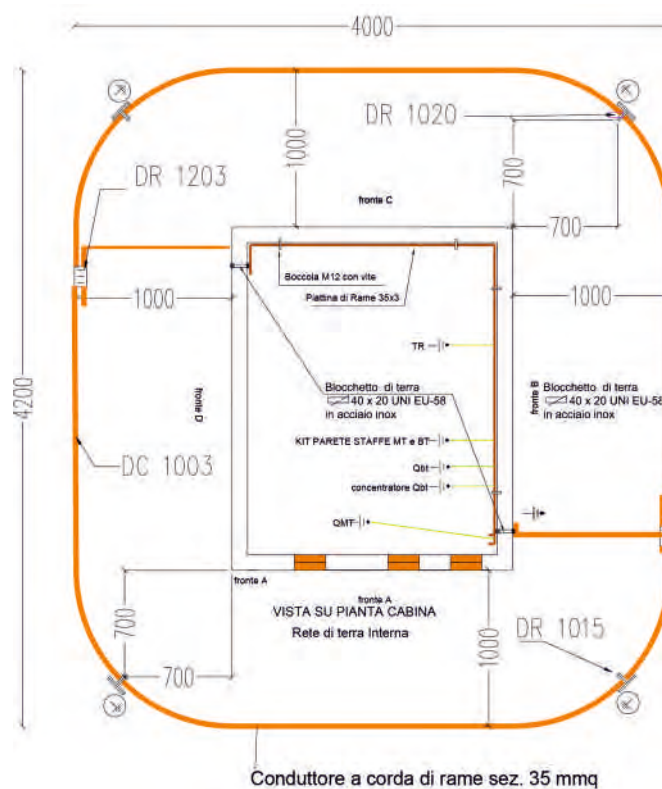 4000
DR 1020
1000
700
DR 1203
fronte C
700
Boccola M12 con vite
Piattina di Rame 35x3
1000
1000
TR
4200
fronte D
Blocchetto di terra
40 x 20 UNI EU-58
in acciaio inox
fronte B
Blocchetto di terra
40 x 20 UNI EU-58
in acciaio inox
KIT PARETE STAFFE MT e BT
DC 1003
Qbt
concentratore Qbt
QMT
fronte A
fronte A
VISTA SU PIANTA CABINA
Rete di terra Interna
700
700
1000
DR 1015
Conduttore a corda di rame sez. 35 mmq